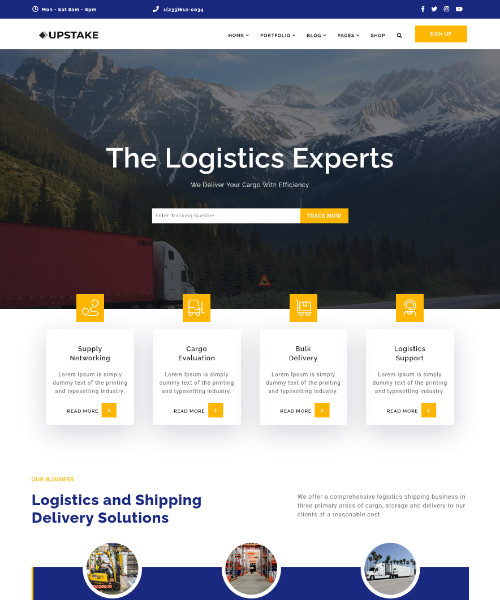 Mon - Sat 8am - 8pm
1(233)612-0034
UPSTAKE
HOME PORTFOLIO BLOG PAGES SHOP
SIGN UP
The Logistics Experts
We Deliver Your Cargo With Efficiency
Enter Tracking Number
TRACK NOW
Supply
Networking
Lorem Ipsum is simply
dummy text of the printing
and typesetting industry.
READ MORE
Cargo
Evaluation
Lorem Ipsum is simply
dummy text of the printing
and typesetting industry.
READ MORE
Bulk
Delivery
Lorem Ipsum is simply
dummy text of the printing
and typesetting industry.
READ MORE
Logistics
Support
Lorem Ipsum is simply
dummy text of the printing
and typesetting industry.
READ MORE
OUR BUSINESS
Logistics and Shipping
Delivery Solutions
We offer a comprehensive logistics shipping business in
three primary areas of cargo, storage and delivery to our
clients at a reasonable cost